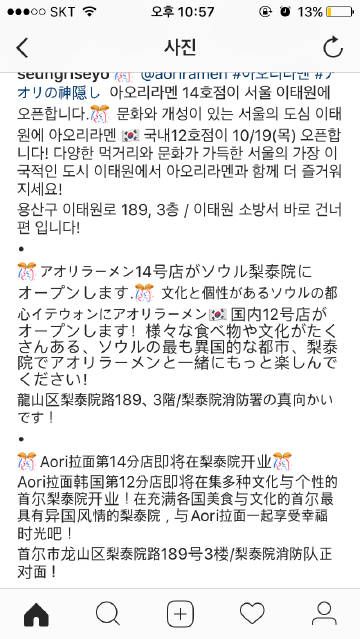 SKT 오후 10:57 13%
사진
seungriseyo 🎊 @aoriramen #아오리라멘 #ア
オリの神隠し 아오리라멘 14호점이 서울 이태원에
오픈합니다.🎊 문화와 개성이 있는 서울의 도심 이태
원에 아오리라멘 🇰🇷 국내12호점이 10/19(목) 오픈합
니다! 다양한 먹거리와 문화가 가득한 서울의 가장 이
국적인 도시 이태원에서 아오리라멘과 함께 더 즐거워
지세요!
용산구 이태원로 189, 3층 / 이태원 소방서 바로 건너
편 입니다!
•
🎊 アオリラーメン14号店がソウル梨泰院に
オープンします.🎊 文化と個性があるソウルの都
心イテウォンにアオリラーメン🇰🇷 国内12号店が
オープンします！様々な食べ物や文化がたく
さんある、ソウルの最も異国的な都市、梨泰
院でアオリラーメンと一緒にもっと楽しんで
ください!
龍山区梨泰院路189、3階/梨泰院消防署の真向かい
です！
•
🎊 Aori拉面第14分店即将在梨泰院开业🎊
Aori拉面韩国第12分店即将在集多种文化与个性的
首尔梨泰院开业！在充满各国美食与文化的首尔最
具有异国风情的梨泰院，与Aori拉面一起享受幸福
时光吧！
首尔市龙山区梨泰院路189号3楼/梨泰院消防队正
对面！